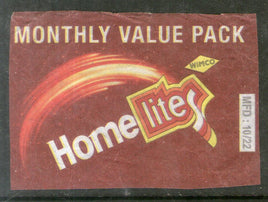 MONTHLY VALUE PACK
WIMCO
Home lites
MFD : 10/22